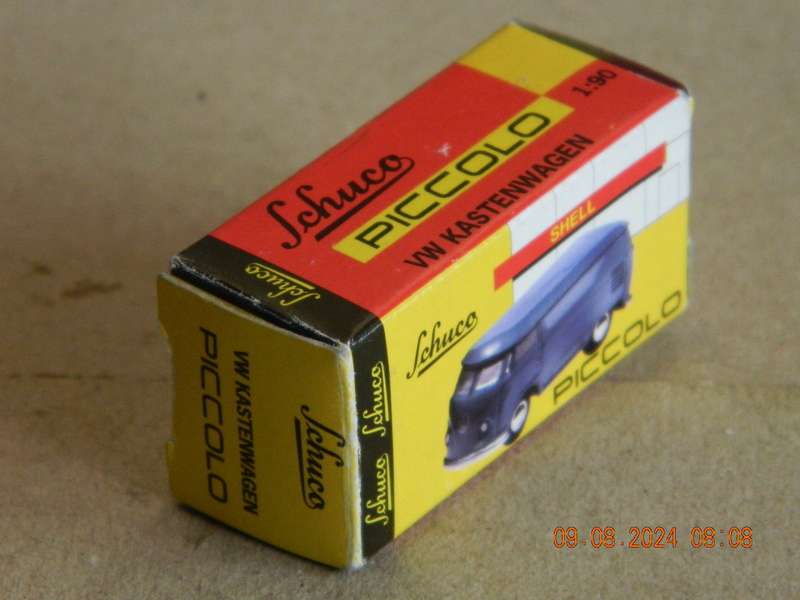 Schuco
PICCOLO
1:90
VW KASTENWAGEN
Schuco
SHELL
Schuco
PICCOLO
Schuco
Schuco
Schuco
VW KASTENWAGEN
PICCOLO
09.08.2024 08:08